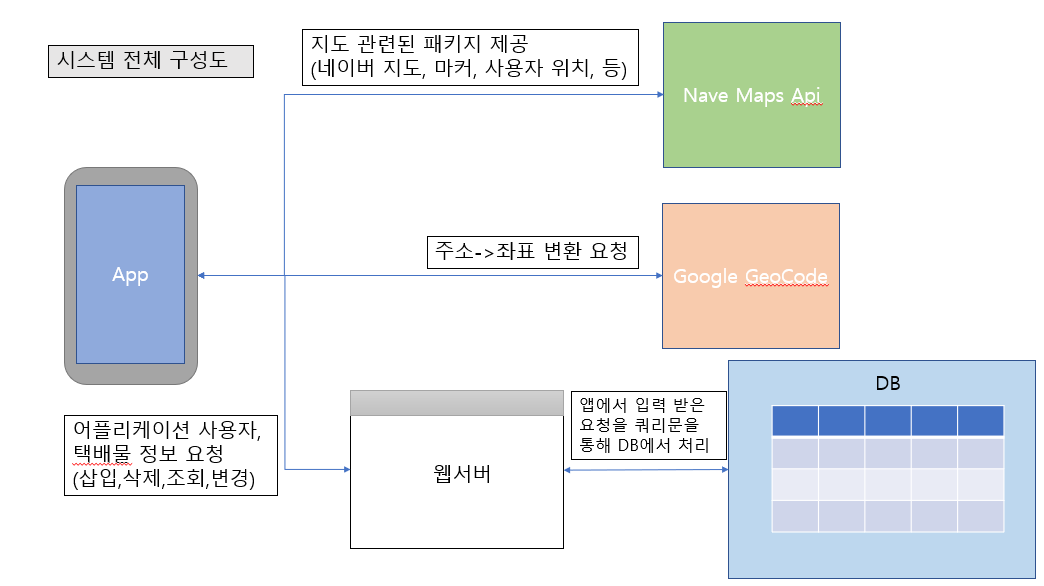 시스템 전체 구성도
지도 관련된 패키지 제공
(네이버 지도, 마커, 사용자 위치, 등)
Nave Maps Api
주소->좌표 변환 요청
App
Google GeoCode
어플리케이션 사용자,
택배물 정보 요청
(삽입,삭제,조회,변경)
웹서버
앱에서 입력 받은
요청을 쿼리문을
통해 DB에서 처리
DB